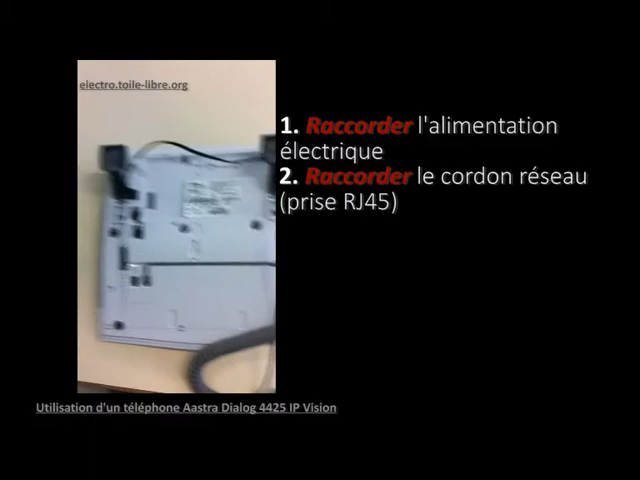 electro.toile-libre.org
1. Raccorder l'alimentation
électrique
2. Raccorder le cordon réseau
(prise RJ45)
Utilisation d'un téléphone Aastra Dialog 4425 IP Vision